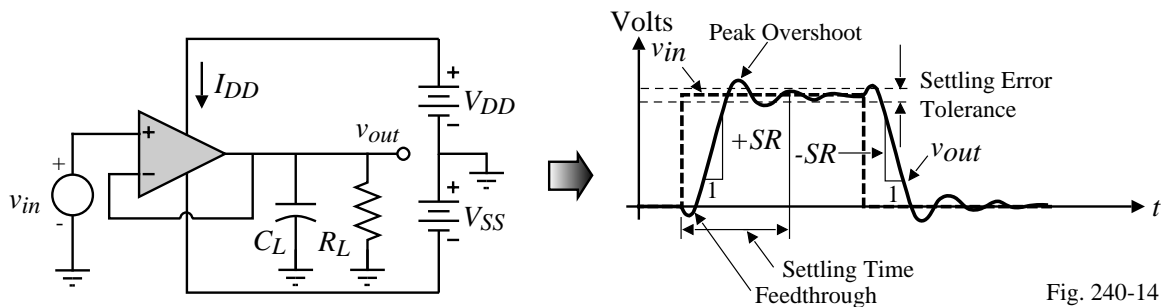 I_DD
V_DD
v_out
+
-
+
-
v_in
+
-
+
-
V_SS
C_L
R_L
Volts
Peak Overshoot
v_in
Settling Error
Tolerance
+SR
-SR
v_out
1
1
t
Settling Time
Feedthrough
Fig. 240-14